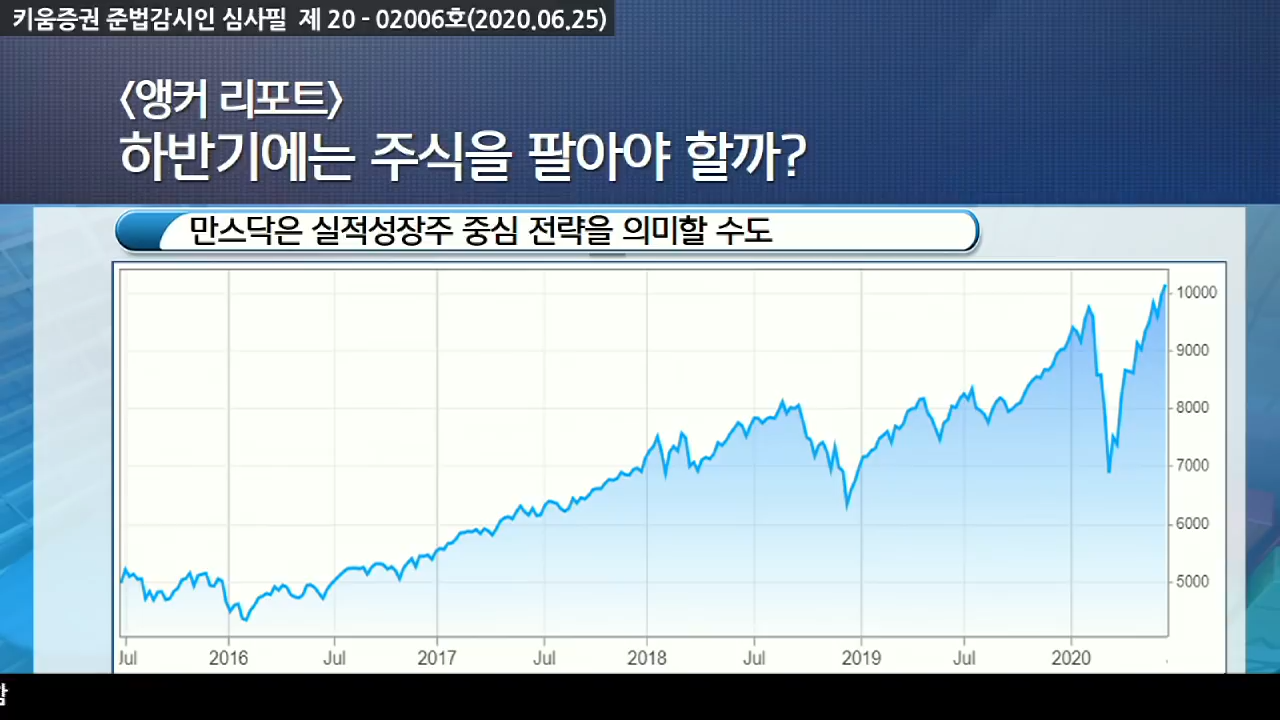 키움증권 준법감시인 심사필 제 20 - 02006호(2020.06.25)
〈앵커 리포트〉
하반기에는 주식을 팔아야 할까?
만스닥은 실적성장주 중심 전략을 의미할 수도
10000
9000
8000
7000
6000
5000
Jul 2016 Jul 2017 Jul 2018 Jul 2019 Jul 2020